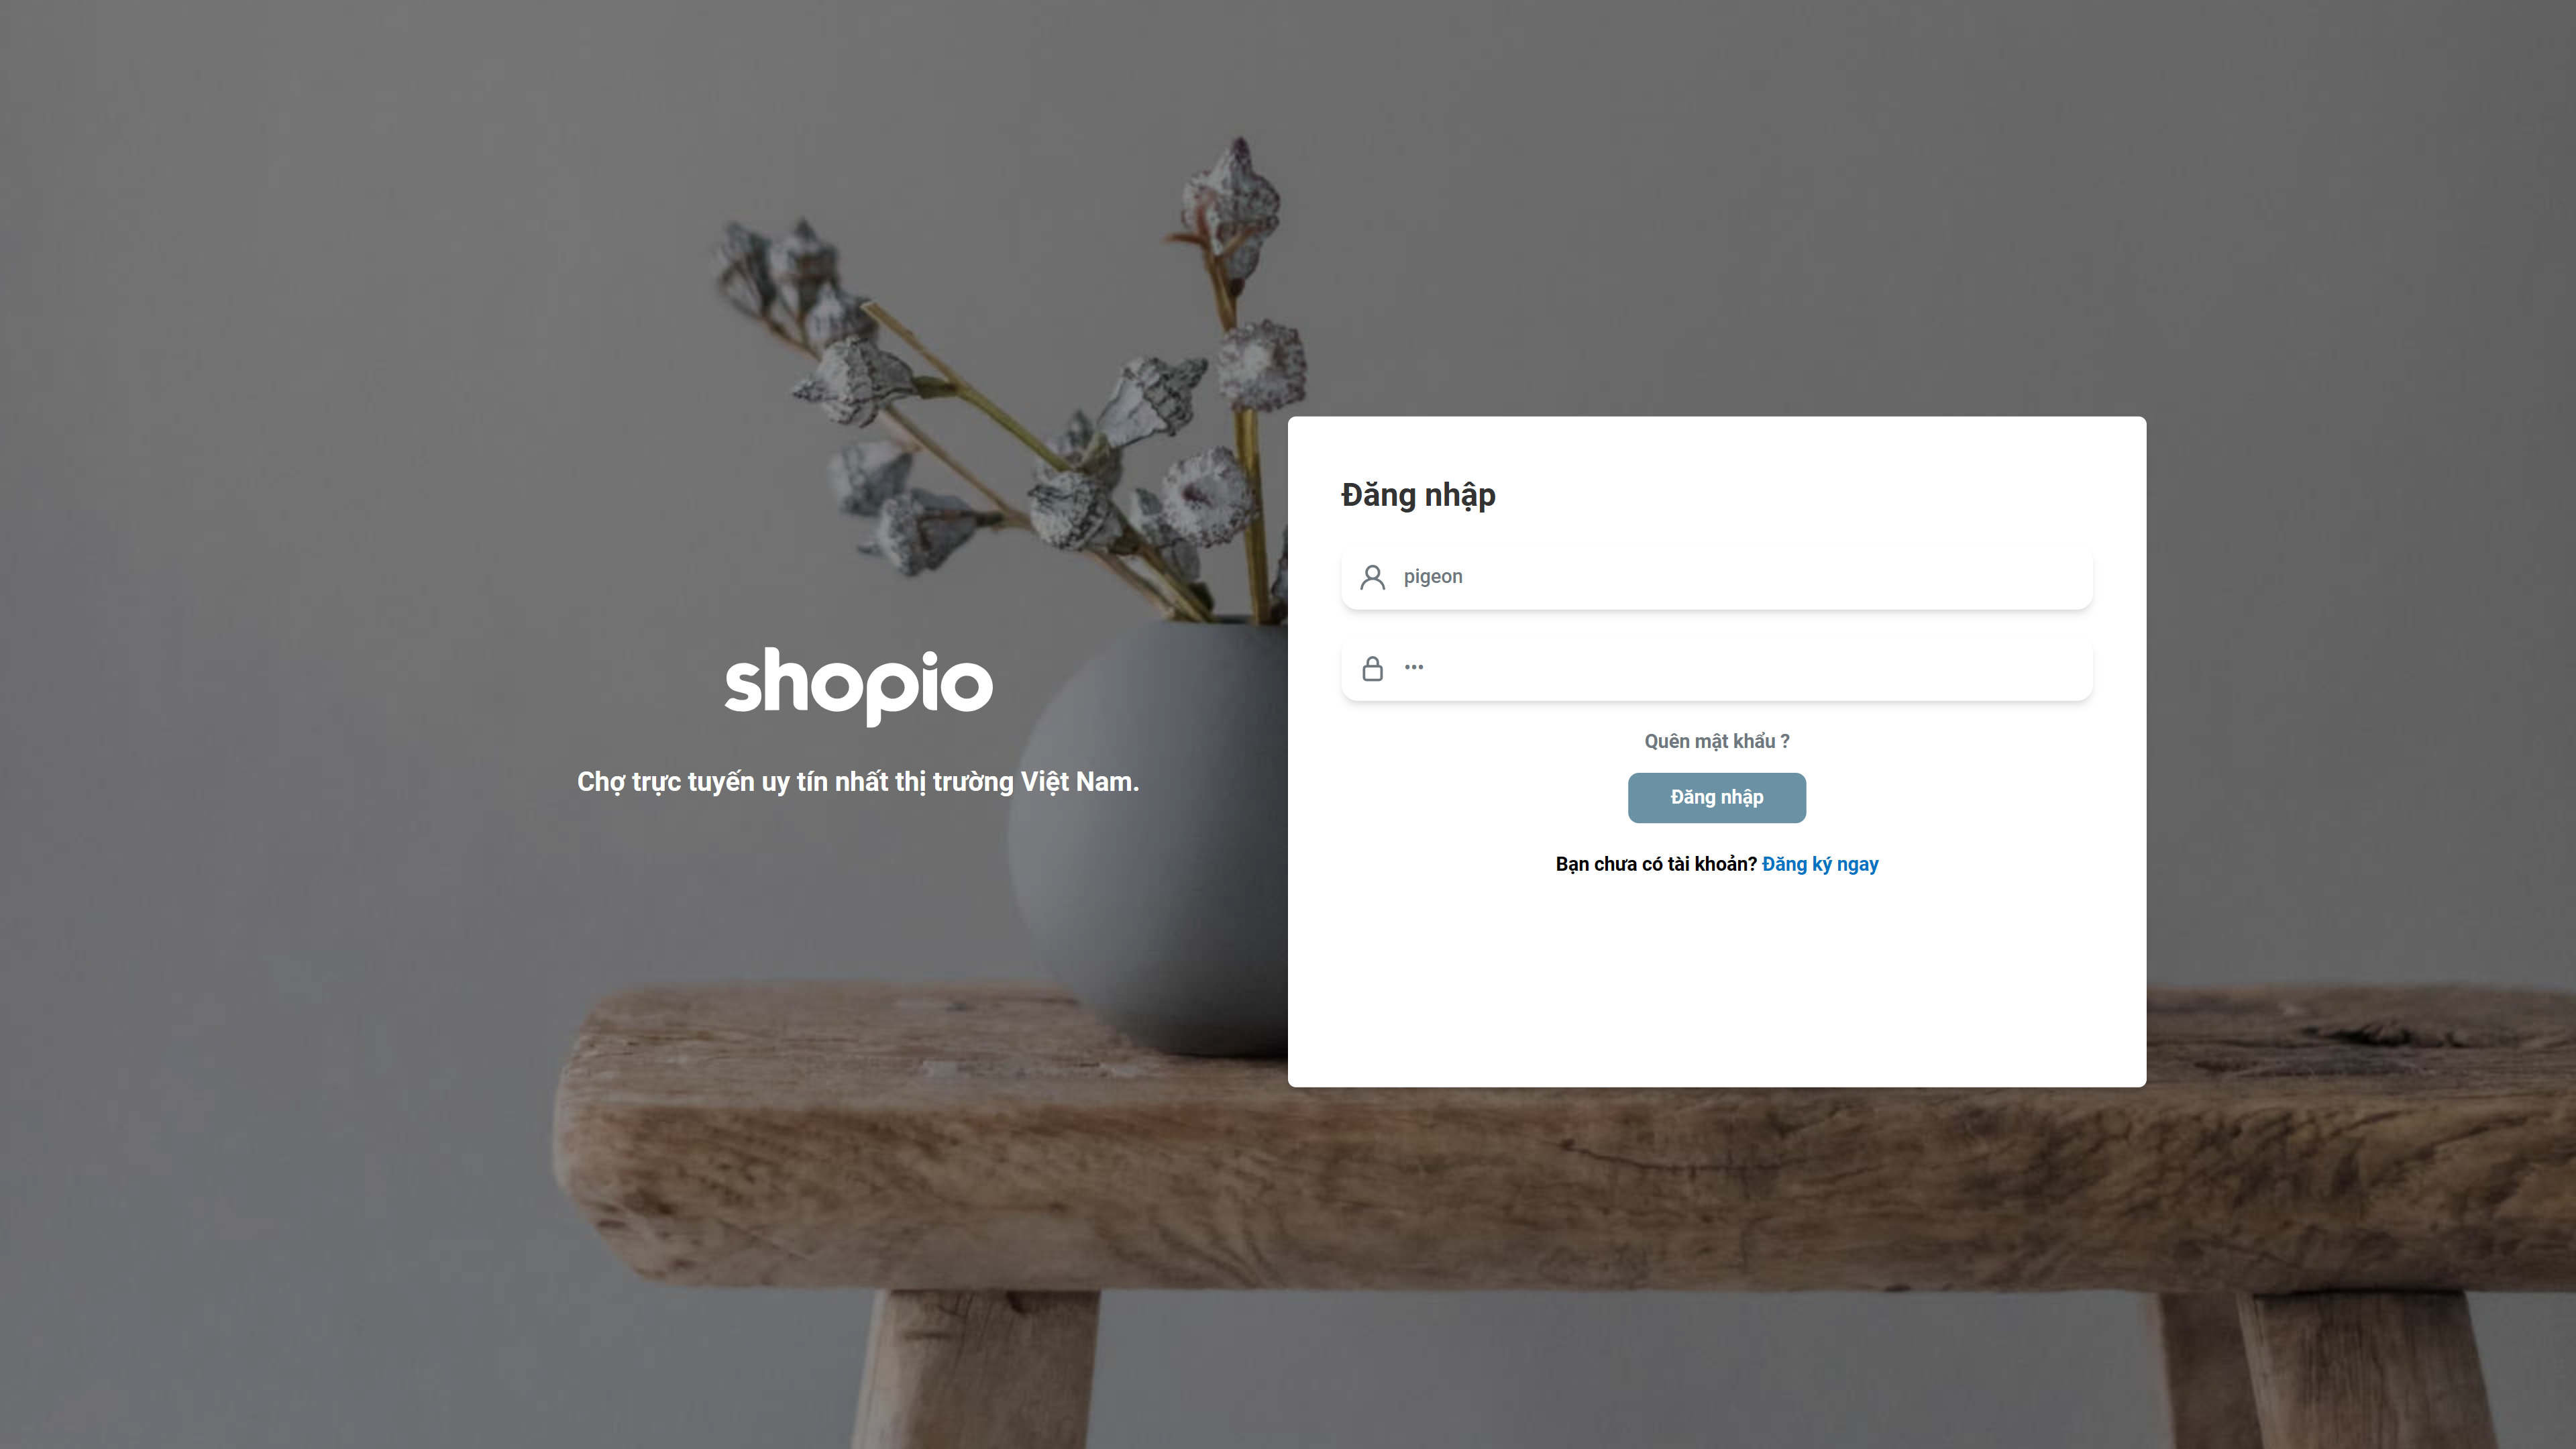 shopio
Chợ trực tuyến uy tín nhất thị trường Việt Nam.
Đăng nhập
pigeon
•••
Quên mật khẩu ?
Đăng nhập
Bạn chưa có tài khoản? Đăng ký ngay